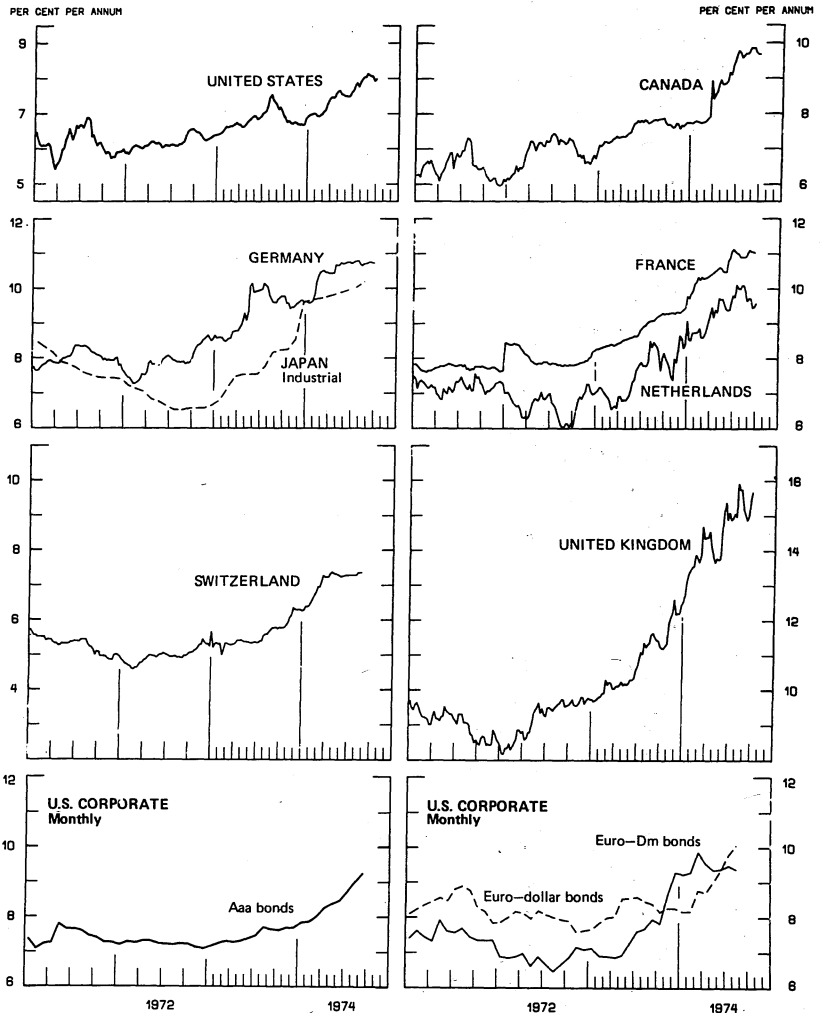 PER CENT PER ANNUM PER CENT PER ANNUM
9
UNITED STATES
7
5
10
CANADA
8
6
12
GERMANY
10
8
JAPAN
Industrial
6
12
FRANCE
10
8
NETHERLANDS
6
10
8
SWITZERLAND
6
4
16
UNITED KINGDOM
14
12
10
12
U.S. CORPORATE
Monthly
10
Aaa bonds
8
6
1972 1974
12
U.S. CORPORATE
Monthly
Euro-Dm bonds
10
Euro-dollar bonds
8
6
1972 1974